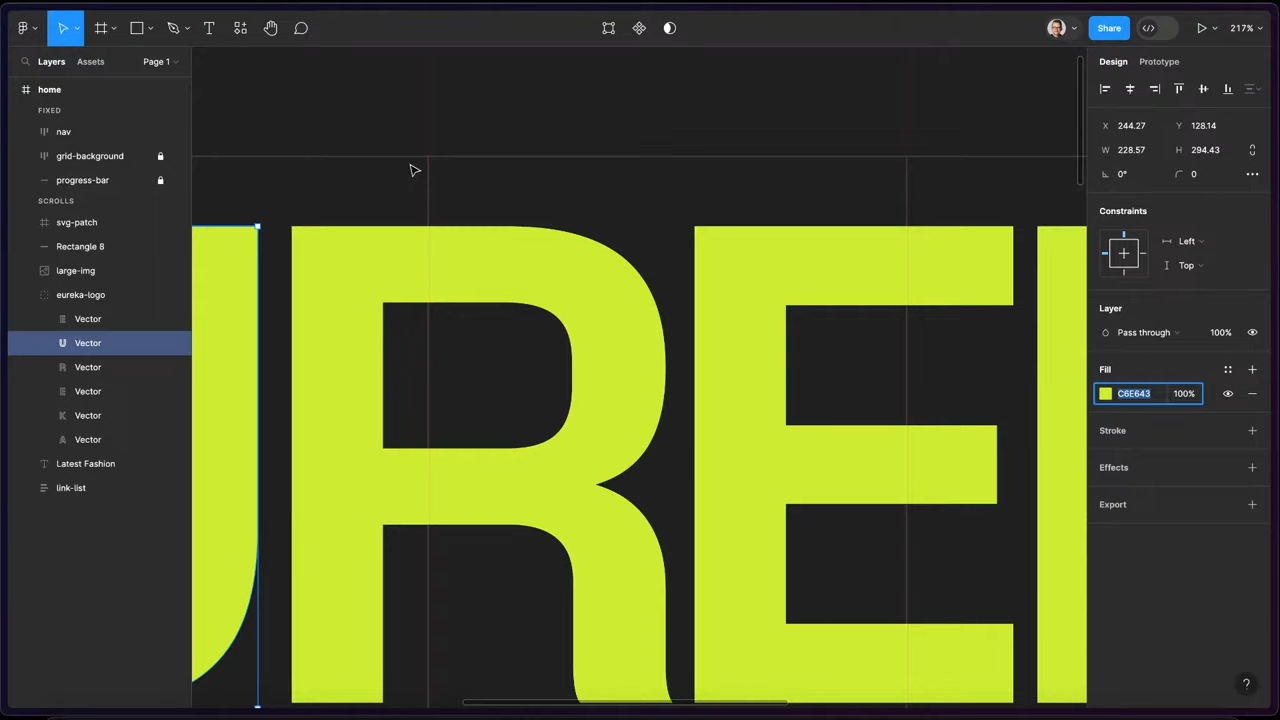 Share
217%
Layers
Assets
Page 1
Design
Prototype
home
FIXED
nav
grid-background
progress-bar
SCROLLS
svg-patch
Rectangle 8
large-img
eureka-logo
Vector
Vector
Vector
Vector
Vector
Vector
Latest Fashion
link-list
UREK
X 244.27 Y 128.14
W 228.57 H 294.43
0° 0
Constraints
Left
Top
Layer
Pass through 100%
Fill
C6E643 100%
Stroke
Effects
Export
?